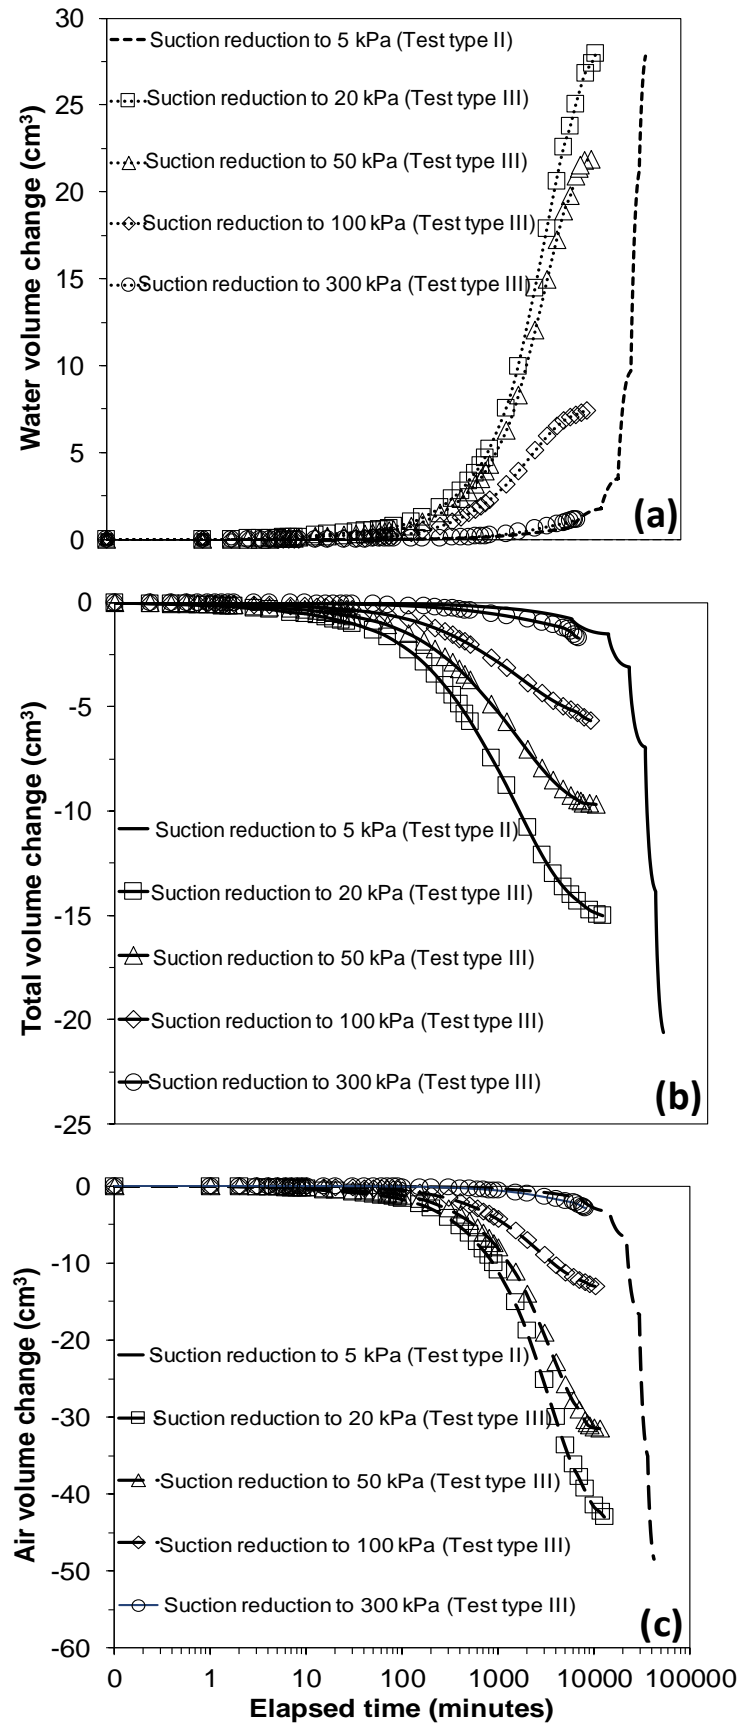 30
25
20
15
10
5
0
Water volume change (cm³)
Suction reduction to 5 kPa (Test type II)
Suction reduction to 20 kPa (Test type III)
Suction reduction to 50 kPa (Test type III)
Suction reduction to 100 kPa (Test type III)
Suction reduction to 300 kPa (Test type III)
(a)
0
-5
-10
-15
-20
-25
Total volume change (cm³)
Suction reduction to 5 kPa (Test type II)
Suction reduction to 20 kPa (Test type III)
Suction reduction to 50 kPa (Test type III)
Suction reduction to 100 kPa (Test type III)
Suction reduction to 300 kPa (Test type III)
(b)
0
-10
-20
-30
-40
-50
-60
Air volume change (cm³)
Suction reduction to 5 kPa (Test type II)
Suction reduction to 20 kPa (Test type III)
Suction reduction to 50 kPa (Test type III)
Suction reduction to 100 kPa (Test type III)
Suction reduction to 300 kPa (Test type III)
(c)
0 1 10 100 1000 10000 100000
Elapsed time (minutes)